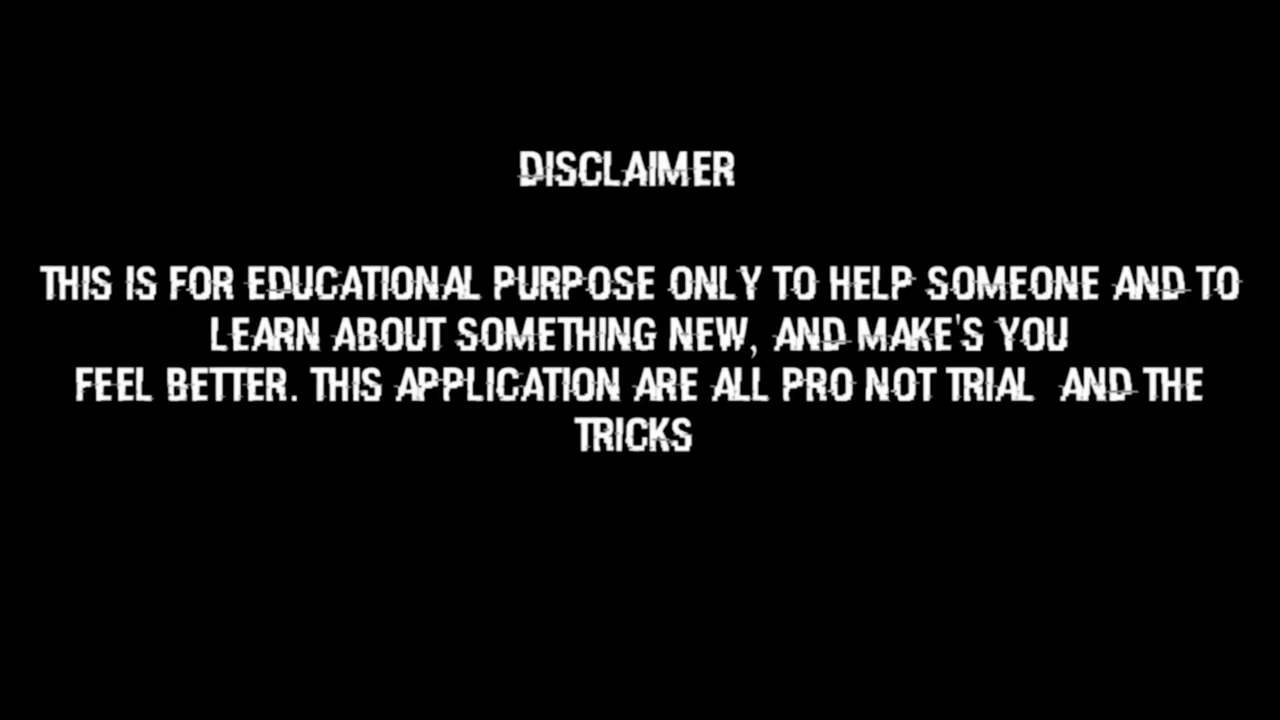 DISCLAIMER
THIS IS FOR EDUCATIONAL PURPOSE ONLY TO HELP SOMEONE AND TO
LEARN ABOUT SOMETHING NEW, AND MAKE'S YOU
FEEL BETTER. THIS APPLICATION ARE ALL PRO NOT TRIAL AND THE
TRICKS